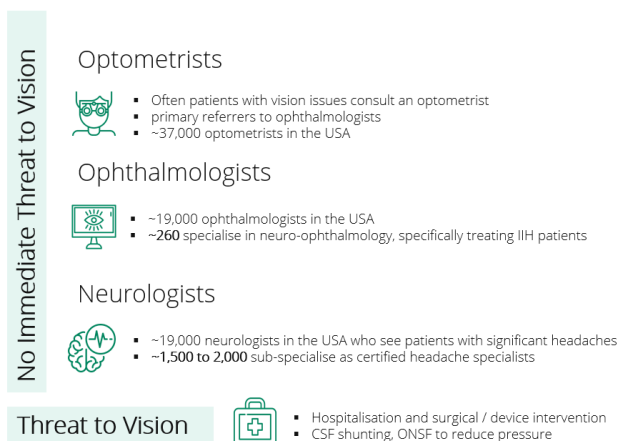 No Immediate Threat to Vision
Optometrists
▪ Often patients with vision issues consult an optometrist
▪ primary referrers to ophthalmologists
▪ ~37,000 optometrists in the USA
Ophthalmologists
▪ ~19,000 ophthalmologists in the USA
▪ ~260 specialise in neuro-ophthalmology, specifically treating IIH patients
Neurologists
▪ ~19,000 neurologists in the USA who see patients with significant headaches
▪ ~1,500 to 2,000 sub-specialise as certified headache specialists
Threat to Vision
▪ Hospitalisation and surgical / device intervention
▪ CSF shunting, ONSF to reduce pressure